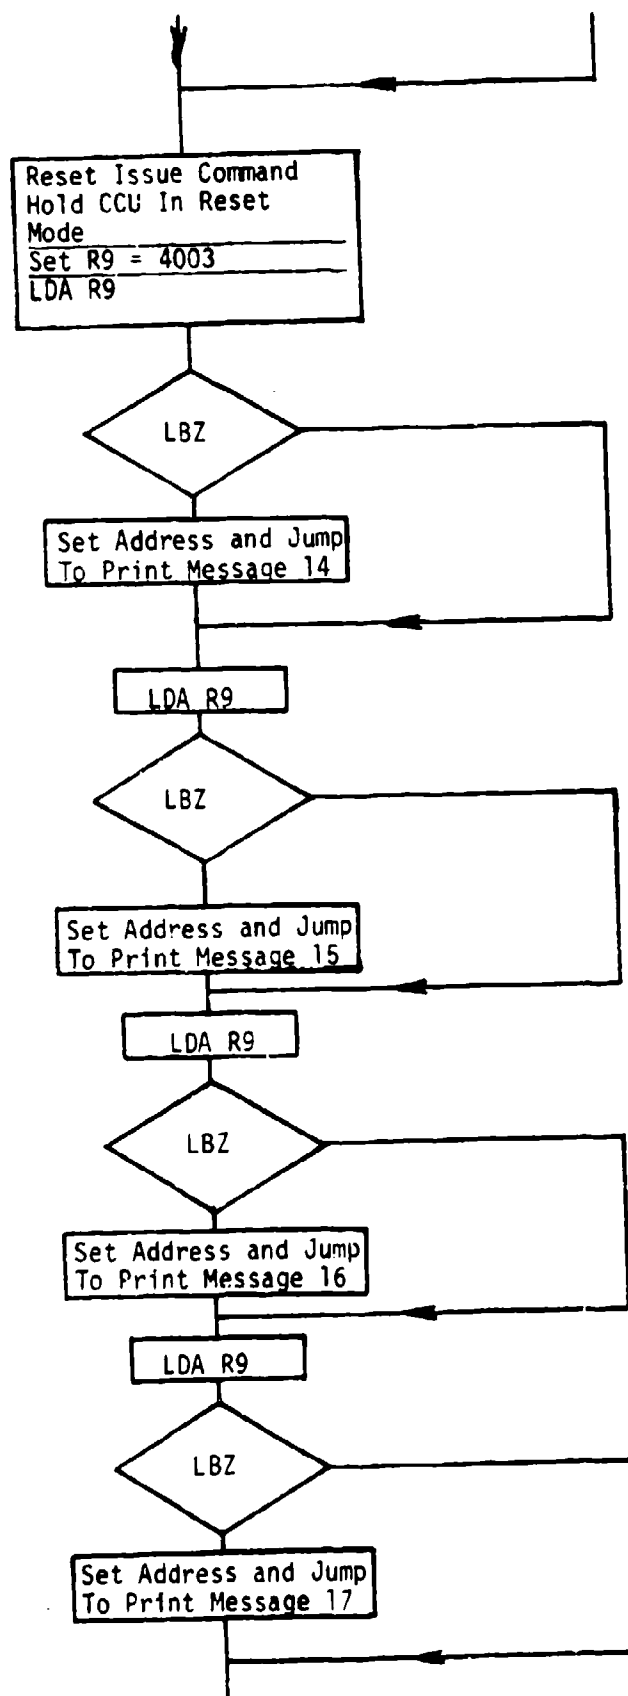 Reset Issue Command
Hold CCU In Reset
Mode
Set R9 = 4003
LDA R9
LBZ
Set Address and Jump
To Print Message 14
LDA R9
LBZ
Set Address and Jump
To Print Message 15
LDA R9
LBZ
Set Address and Jump
To Print Message 16
LDA R9
LBZ
Set Address and Jump
To Print Message 17